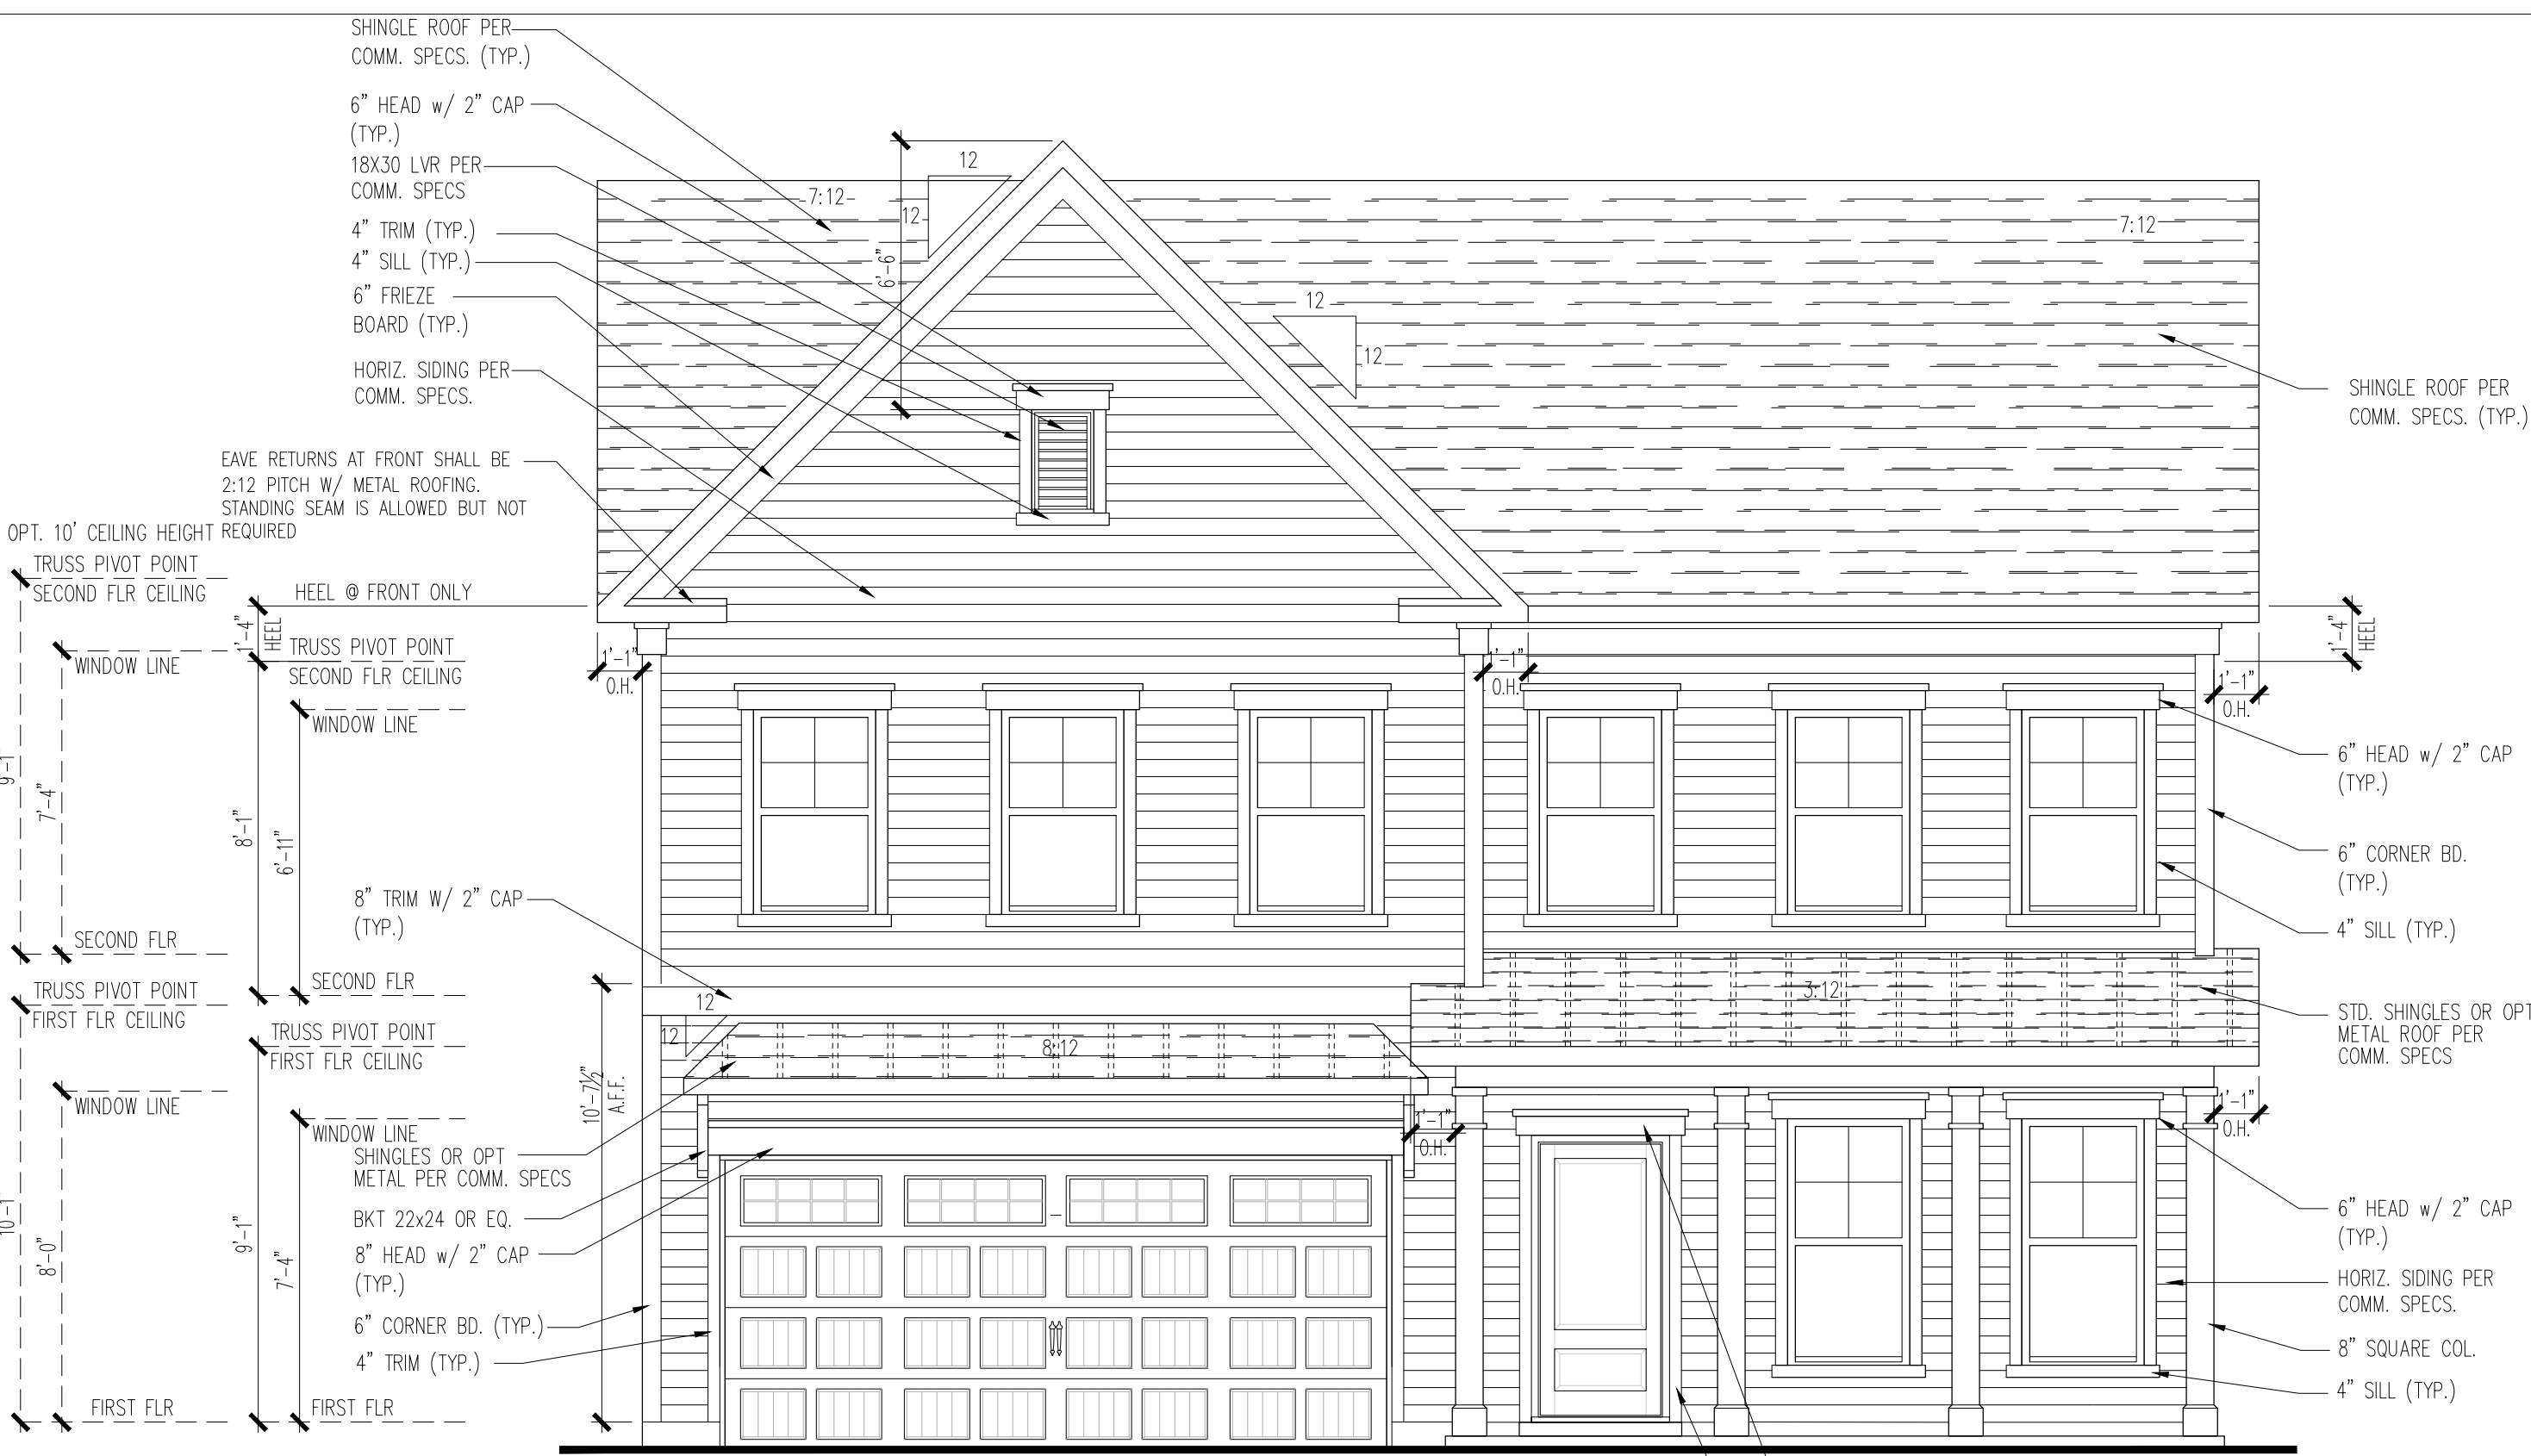 SHINGLE ROOF PER
COMM. SPECS. (TYP.)
6" HEAD w/ 2" CAP
(TYP.)
18X30 LVR PER
COMM. SPECS
4" TRIM (TYP.)
4" SILL (TYP.)
6" FRIEZE
BOARD (TYP.)
HORIZ. SIDING PER
COMM. SPECS.
EAVE RETURNS AT FRONT SHALL BE
2:12 PITCH W/ METAL ROOFING.
STANDING SEAM IS ALLOWED BUT NOT
REQUIRED
OPT. 10' CEILING HEIGHT
TRUSS PIVOT POINT
SECOND FLR CEILING
WINDOW LINE
9'-1"
7'-4"
SECOND FLR
TRUSS PIVOT POINT
FIRST FLR CEILING
WINDOW LINE
10'-1"
8'-0"
FIRST FLR
HEEL @ FRONT ONLY
1'-4"
HEEL
TRUSS PIVOT POINT
SECOND FLR CEILING
WINDOW LINE
8'-1"
6'-11"
SECOND FLR
TRUSS PIVOT POINT
FIRST FLR CEILING
WINDOW LINE
9'-1"
7'-4"
FIRST FLR
8" TRIM W/ 2" CAP
(TYP.)
SHINGLES OR OPT
METAL PER COMM. SPECS
BKT 22x24 OR EQ.
8" HEAD w/ 2" CAP
(TYP.)
6" CORNER BD. (TYP.)
4" TRIM (TYP.)
12
12
7:12
6'-6"
12
12
7:12
1'-1"
O.H.
1'-1"
O.H.
1'-1"
O.H.
12
12
8:12
3:12
10'-7½"
A.F.F.
1'-1"
O.H.
1'-1"
O.H.
SHINGLE ROOF PER
COMM. SPECS. (TYP.)
1'-4"
HEEL
6" HEAD w/ 2" CAP
(TYP.)
6" CORNER BD.
(TYP.)
4" SILL (TYP.)
STD. SHINGLES OR OPT
METAL ROOF PER
COMM. SPECS
6" HEAD w/ 2" CAP
(TYP.)
HORIZ. SIDING PER
COMM. SPECS.
8" SQUARE COL.
4" SILL (TYP.)